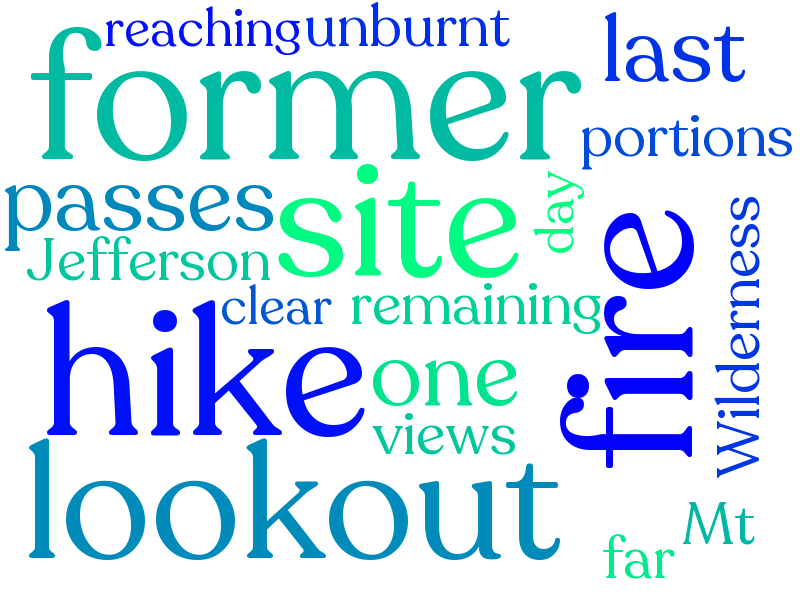 reaching unburnt
former
last
portions
passes
site
day
Jefferson
fire
Wilderness
clear remaining
hike
one
views
lookout
Mt
far